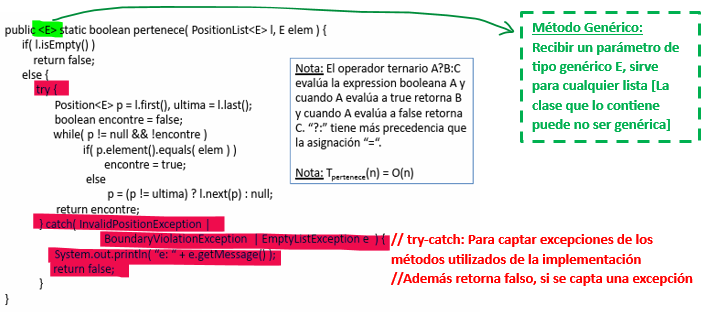 public <E> static boolean pertenece( PositionList<E> l, E elem ) {
if( l.isEmpty() )
return false;
else {
try {
Position<E> p = l.first(), ultima = l.last();
boolean encontre = false;
while( p != null && !encontre )
if( p.element().equals( elem ) )
encontre = true;
else
p = (p != ultima) ? l.next(p) : null;
return encontre;
} catch( InvalidPositionException |
BoundaryViolationException | EmptyListException e ) {
System.out.println( "e: " + e.getMessage() );
return false;
}
}
Nota: El operador ternario A?B:C
evalúa la expression booleana A y
cuando A evalúa a true retorna B
y cuando A evalúa a false retorna
C. “?:” tiene más precedencia que
la asignación “=“.
Nota: Tpertenece(n) = O(n)
Método Genérico:
Recibir un parámetro de
tipo genérico E, sirve
para cualquier lista [La
clase que lo contiene
puede no ser genérica]
// try-catch: Para captar excepciones de los
métodos utilizados de la implementación
//Además retorna falso, si se capta una excepción